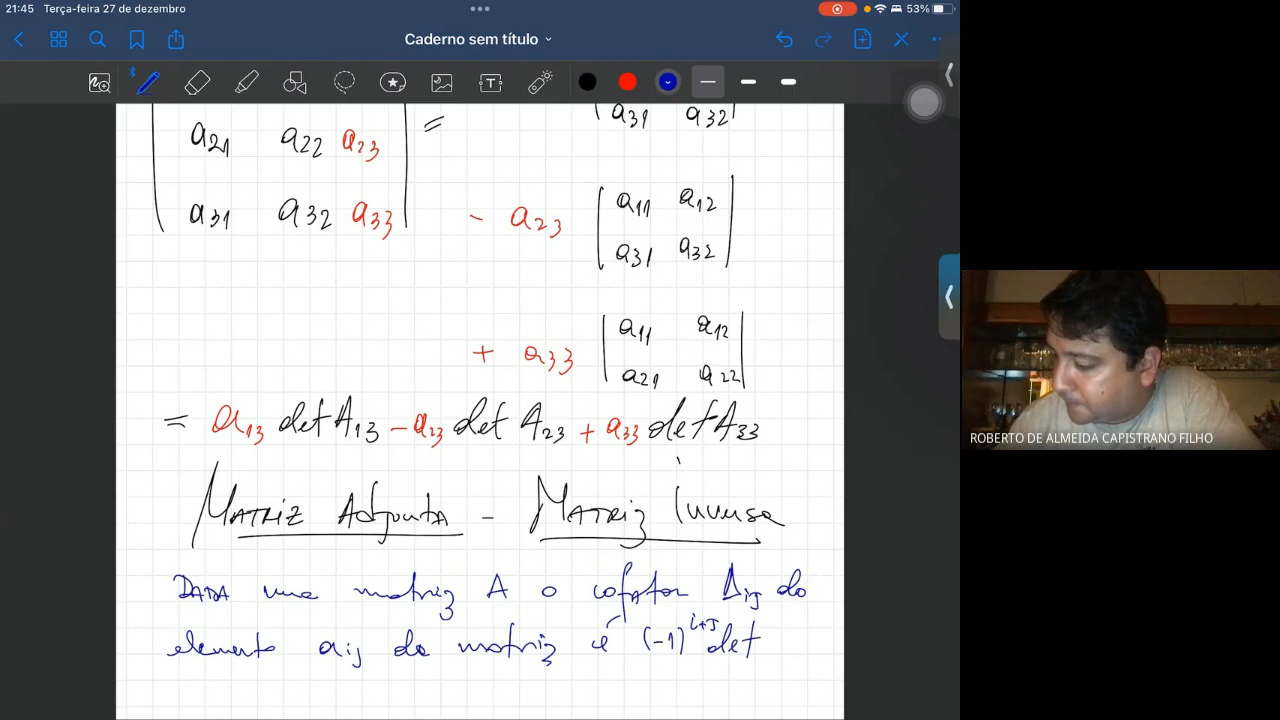 21:45 Terça-feira 27 de dezembro
53%
Caderno sem título
T
a31 a32
a21 a22 a23 =
a31 a32 a33
- a23 a11 a12
a31 a32
+ a33 a11 a12
a21 a22
= a13 det A13 - a23 det A23 + a33 det A33
MATRIZ Adjunta - MATRIZ Inversa
DADA uma matriz A o cofator Δij do
elemento aij da matriz é (-1)^i+j det
ROBERTO DE ALMEIDA CAPISTRANO FILHO